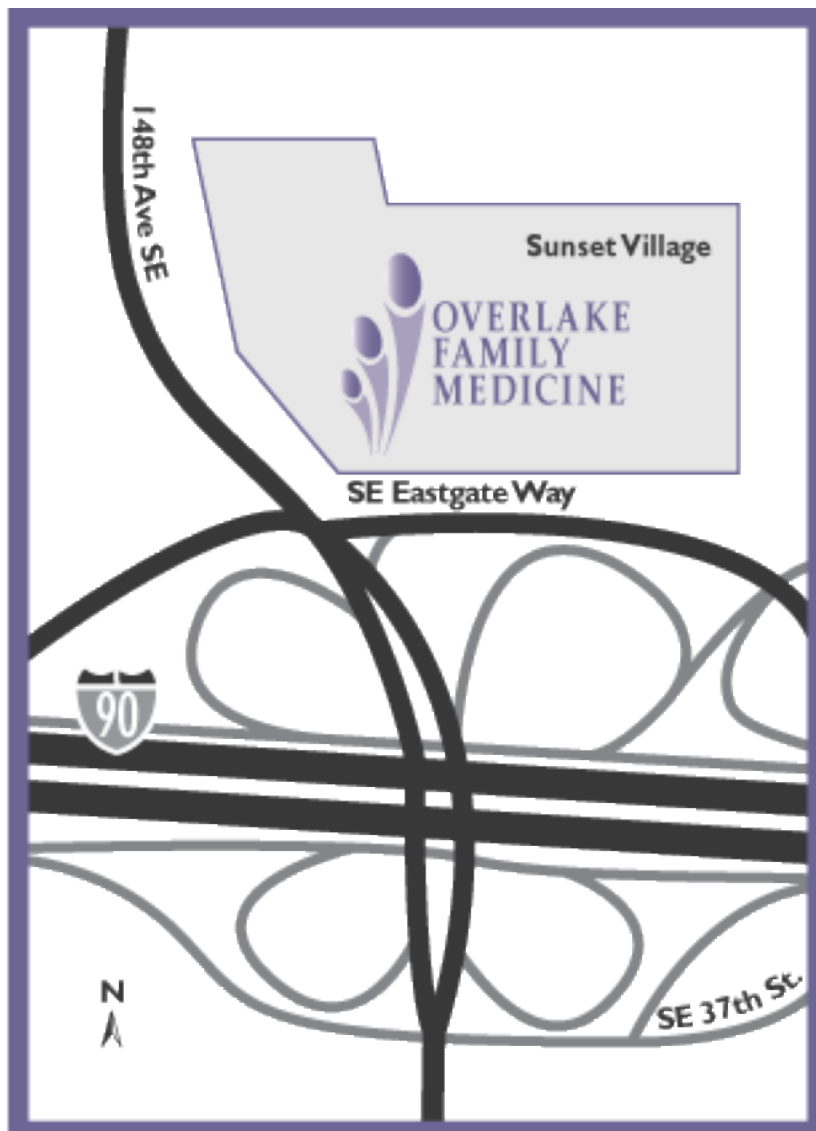 148th Ave SE
Sunset Village
OVERLAKE
FAMILY
MEDICINE
SE Eastgate Way
90
N
SE 37th St.